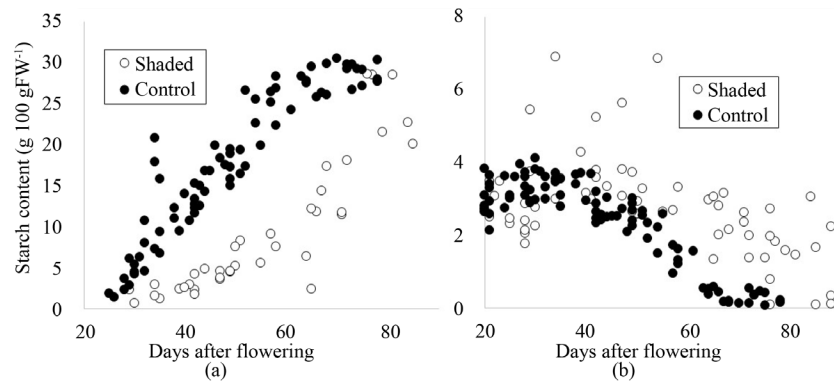 35
30
25
20
15
10
5
0
Starch content (g 100 gFW⁻¹)
Shaded
Control
20 40 60 80
Days after flowering
(a)
8
6
4
2
0
Shaded
Control
20 40 60 80
Days after flowering
(b)